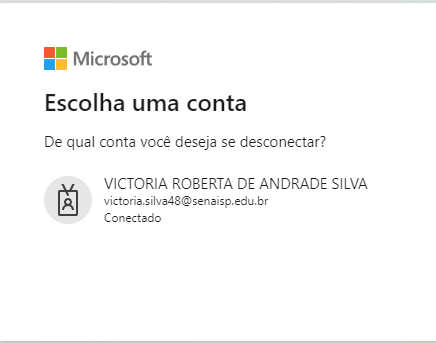 Microsoft
Escolha uma conta
De qual conta você deseja se desconectar?
VICTORIA ROBERTA DE ANDRADE SILVA
victoria.silva48@senaisp.edu.br
Conectado